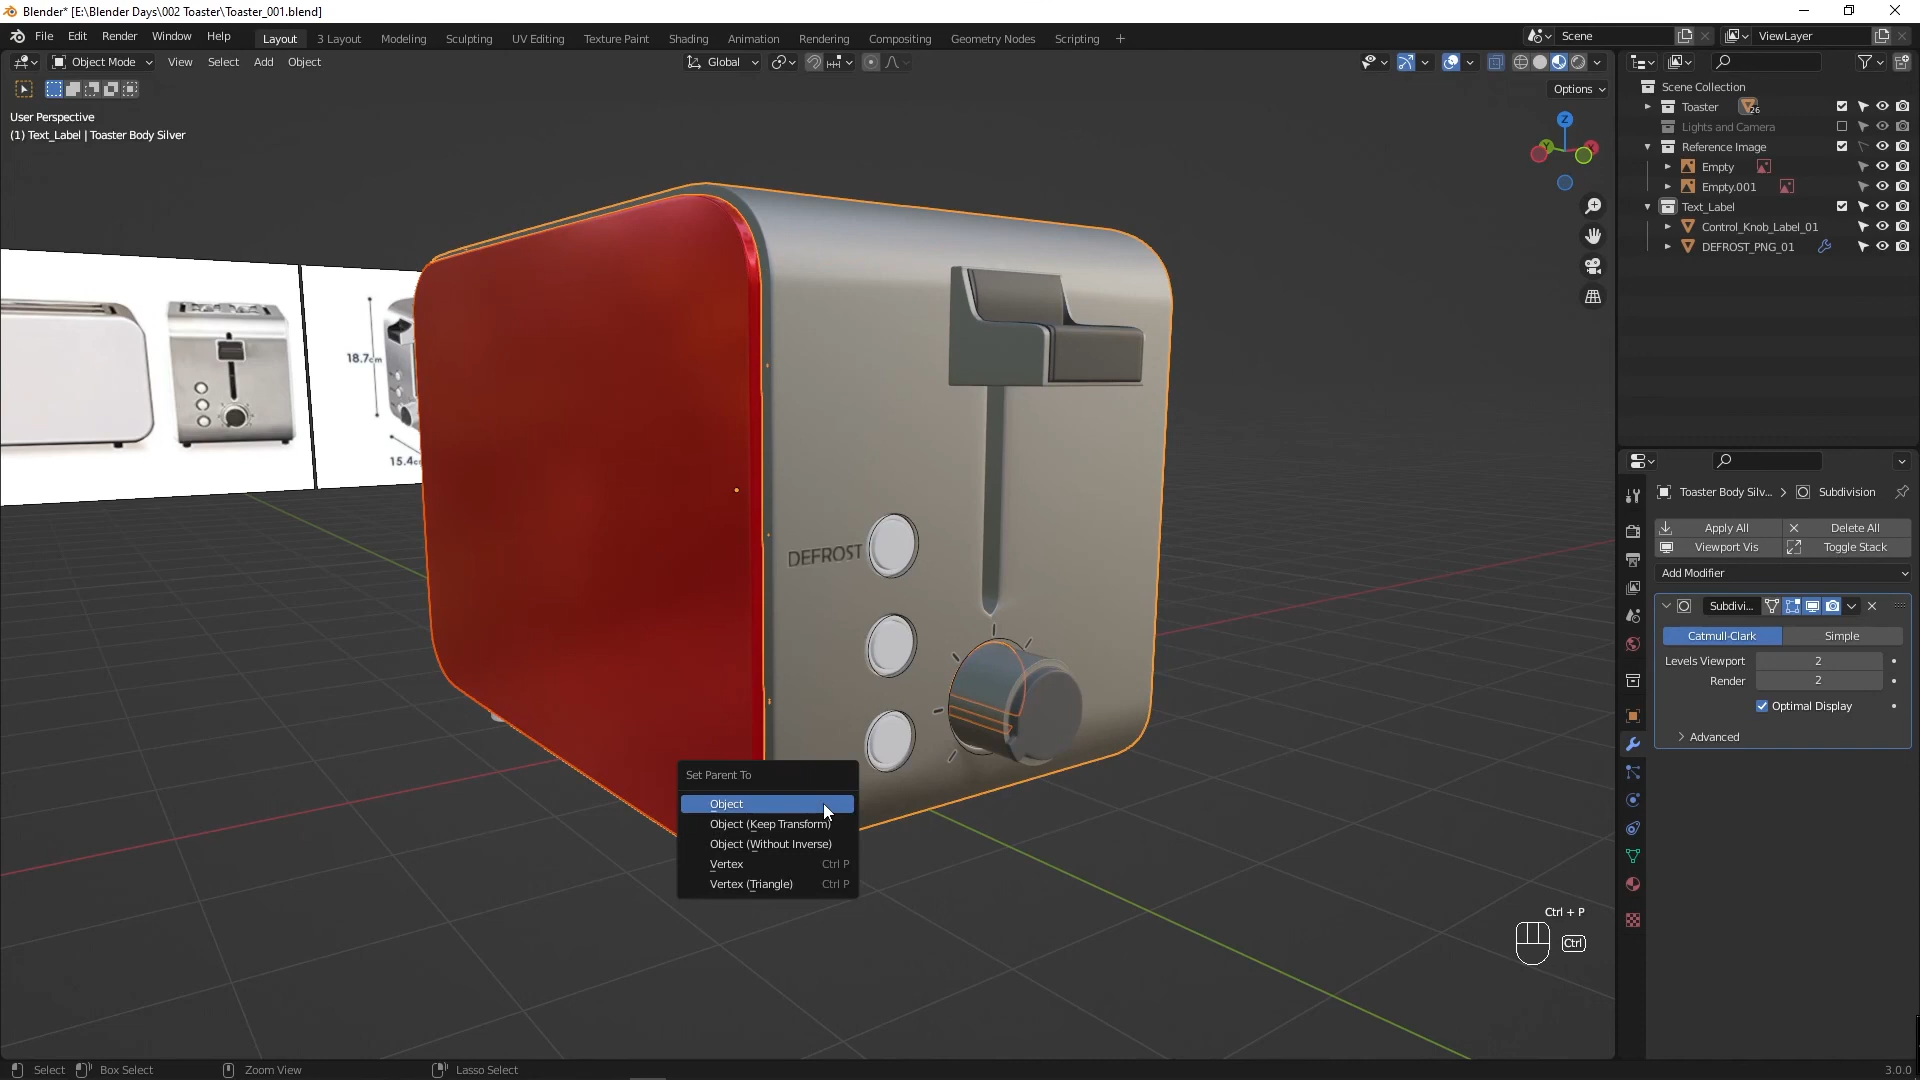 Blender* [E:\Blender Days\002 Toaster\Toaster_001.blend]
File Edit Render Window Help
Layout 3 Layout Modeling Sculpting UV Editing Texture Paint Shading Animation Rendering Compositing Geometry Nodes Scripting +
Scene
ViewLayer
Object Mode View Select Add Object
Global
Options
User Perspective
(1) Text_Label | Toaster Body Silver
Z
Y
X
Scene Collection
Toaster 26
Lights and Camera
Reference Image
Empty
Empty.001
Text_Label
Control_Knob_Label_01
DEFROST_PNG_01
18.7cm
15.4c
DEFROST
Toaster Body Silv... > Subdivision
Apply All Delete All
Viewport Vis Toggle Stack
Add Modifier
Subdivi...
Catmull-Clark Simple
Levels Viewport 2
Render 2
Optimal Display
Advanced
Set Parent To
Object
Object (Keep Transform)
Object (Without Inverse)
Vertex Ctrl P
Vertex (Triangle) Ctrl P
Ctrl + P
Ctrl
Select Box Select Zoom View Lasso Select
3.0.0